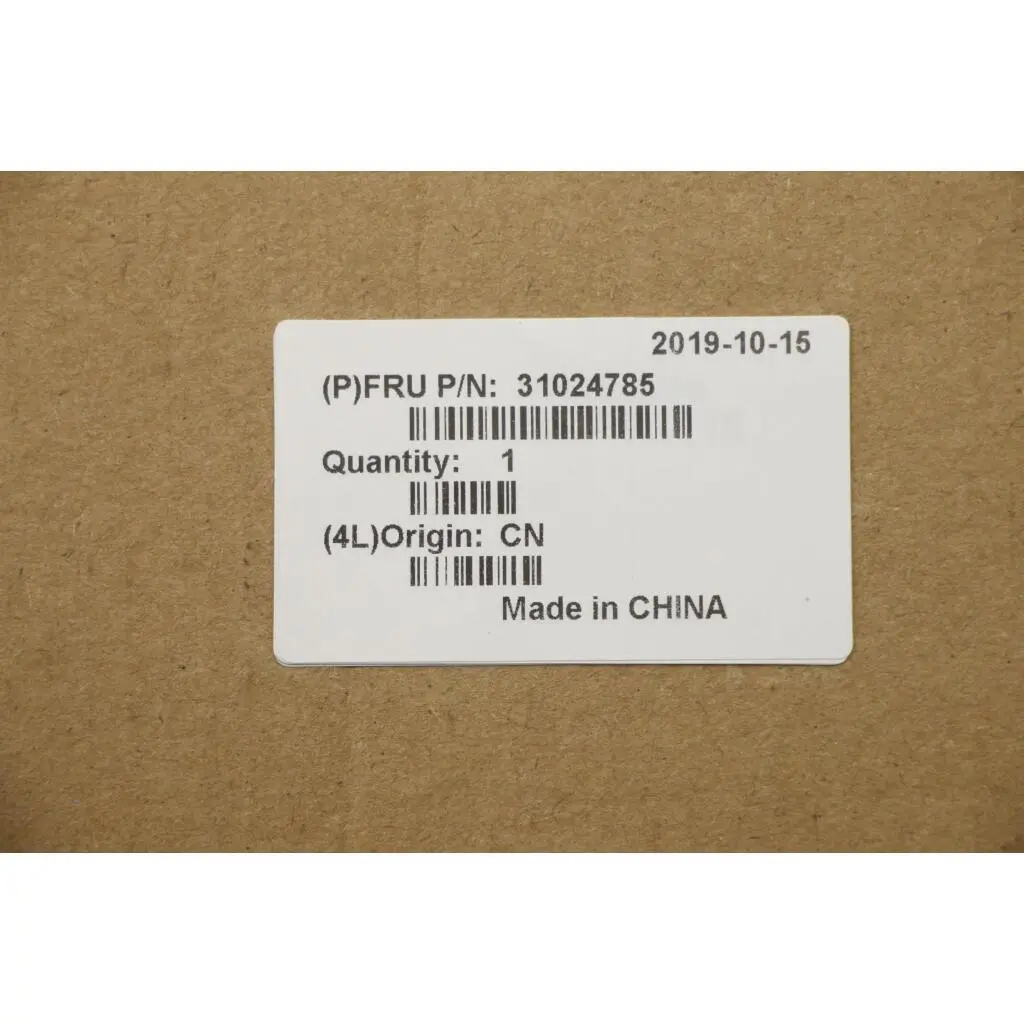 2019-10-15
(P)FRU P/N: 31024785
Quantity: 1
(4L)Origin: CN
Made in CHINA